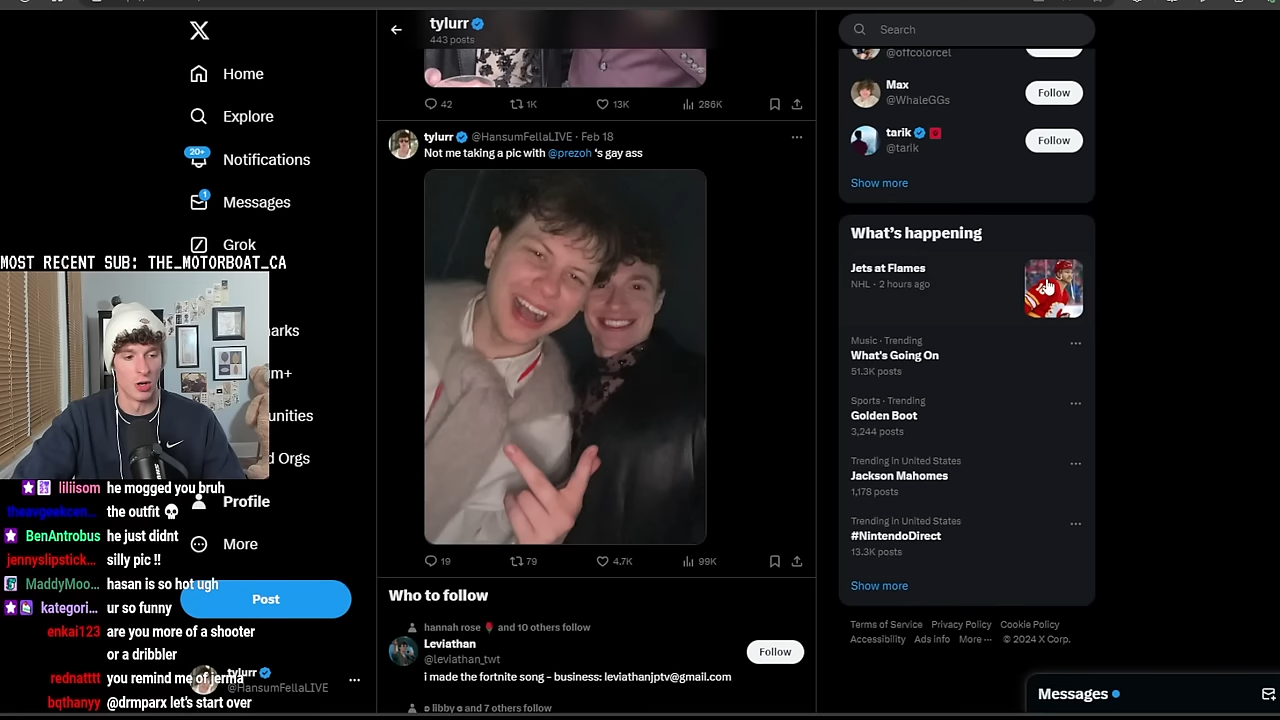 Home
Explore
20+
Notifications
1
Messages
Grok
MOST RECENT SUB: THE_MOTORBOAT_CA
arks
m+
unities
d Orgs
Profile
More
Post
liliisom he mogged you bruh
the outfit 💀
BenAntrobus he just didnt
jennyslipstick... silly pic !!
MaddyMoo... hasan is so hot ugh
kategori... ur so funny
enkai123 are you more of a shooter
or a dribbler
rednatttt you remind me of jerma
bqthanyy @drmparx let's start over
tylurr
@HansumFellaLIVE
tylurr
443 posts
42 1K 13K 286K
tylurr @HansumFellaLIVE · Feb 18
Not me taking a pic with @prezoh 's gay ass
19 79 4.7K 99K
Who to follow
hannah rose 🌹 and 10 others follow
Leviathan
@leviathan_twt
Follow
i made the fortnite song - business: leviathanjptv@gmail.com
libby and 7 others follow
Search
@offcolorcel
Max
@WhaleGGs
Follow
tarik
@tarik
Follow
Show more
What's happening
Jets at Flames
NHL · 2 hours ago
Music · Trending
What's Going On
51.3K posts
Sports · Trending
Golden Boot
3,244 posts
Trending in United States
Jackson Mahomes
1,178 posts
Trending in United States
#NintendoDirect
13.3K posts
Show more
Terms of Service Privacy Policy Cookie Policy
Accessibility Ads info More ··· © 2024 X Corp.
Messages